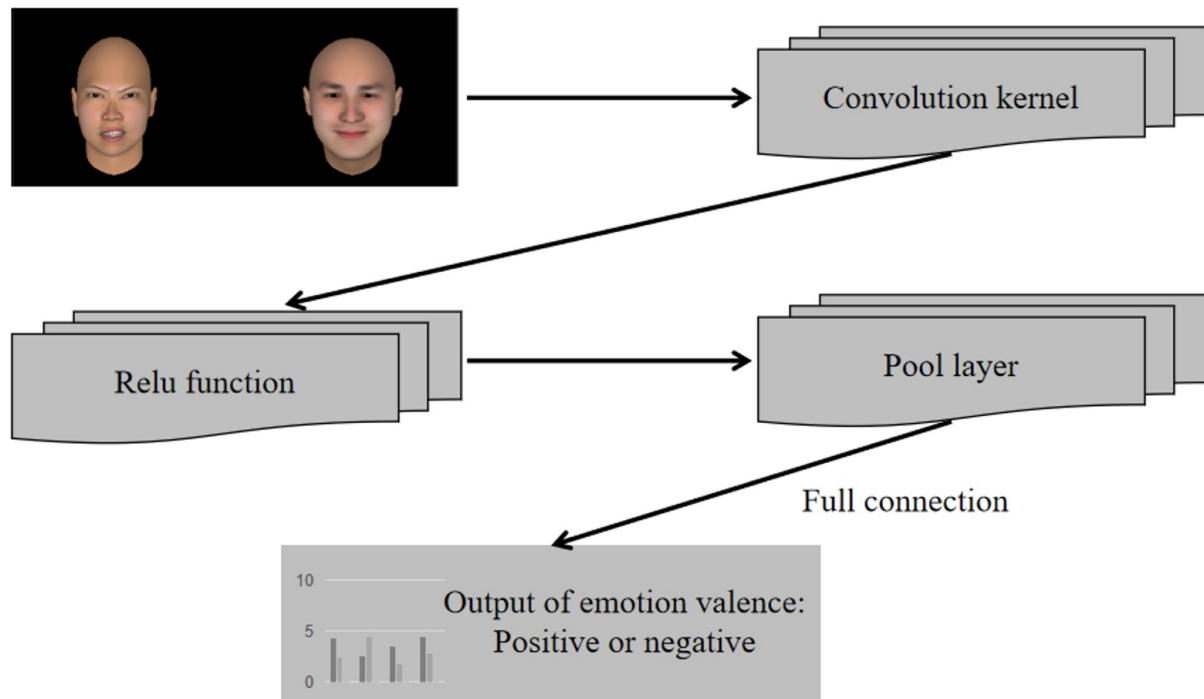 Convolution kernel
Relu function
Pool layer
Full connection
10
5
0
Output of emotion valence:
Positive or negative